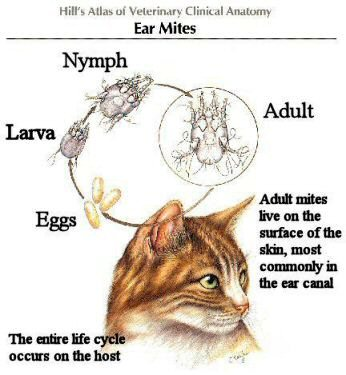 Hill's Atlas of Veterinary Clinical Anatomy
Ear Mites
Nymph
Adult
Larva
Eggs
Adult mites
live on the
surface of the
skin, most
commonly in
the ear canal
The entire life cycle
occurs on the host